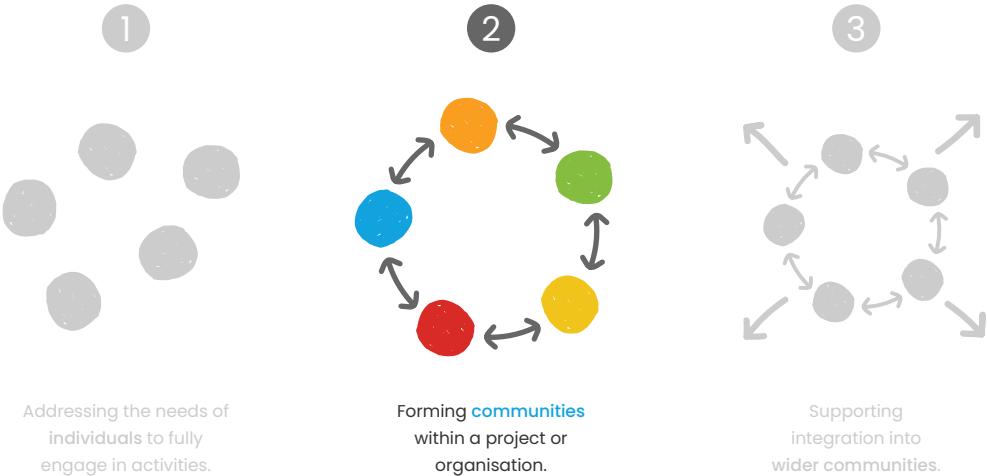 1
2
3
Addressing the needs of
individuals to fully
engage in activities.
Forming communities
within a project or
organisation.
Supporting
integration into
wider communities.